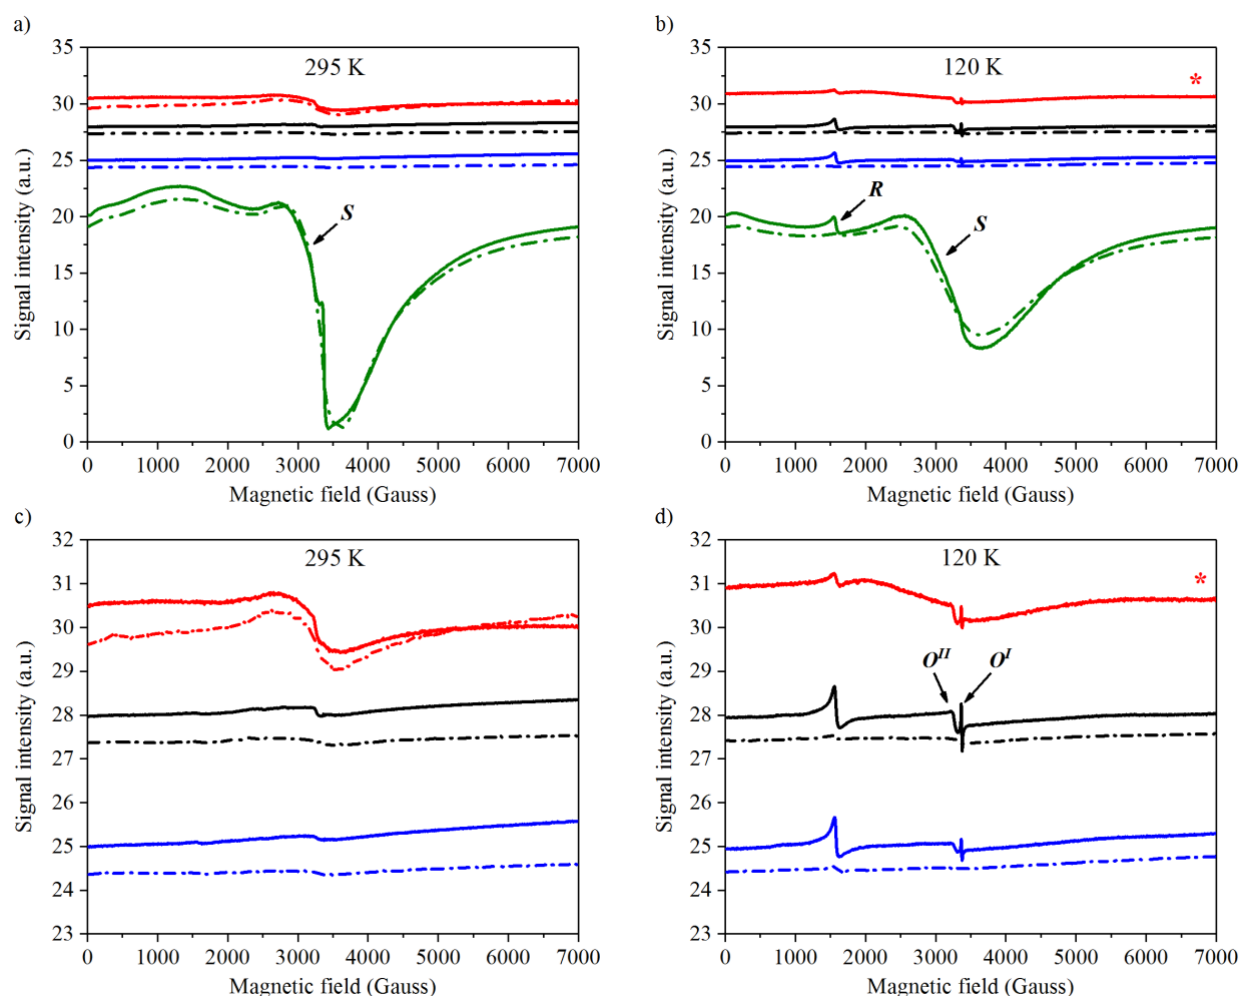 a)
295 K
35
30
25
20
15
10
5
0
Signal intensity (a.u.)
S
0 1000 2000 3000 4000 5000 6000 7000
Magnetic field (Gauss)
b)
120 K
*
35
30
25
20
15
10
5
0
Signal intensity (a.u.)
R
S
0 1000 2000 3000 4000 5000 6000 7000
Magnetic field (Gauss)
c)
295 K
32
31
30
29
28
27
26
25
24
23
Signal intensity (a.u.)
0 1000 2000 3000 4000 5000 6000 7000
Magnetic field (Gauss)
d)
120 K
*
32
31
30
29
28
27
26
25
24
23
Signal intensity (a.u.)
O^II O^I
0 1000 2000 3000 4000 5000 6000 7000
Magnetic field (Gauss)